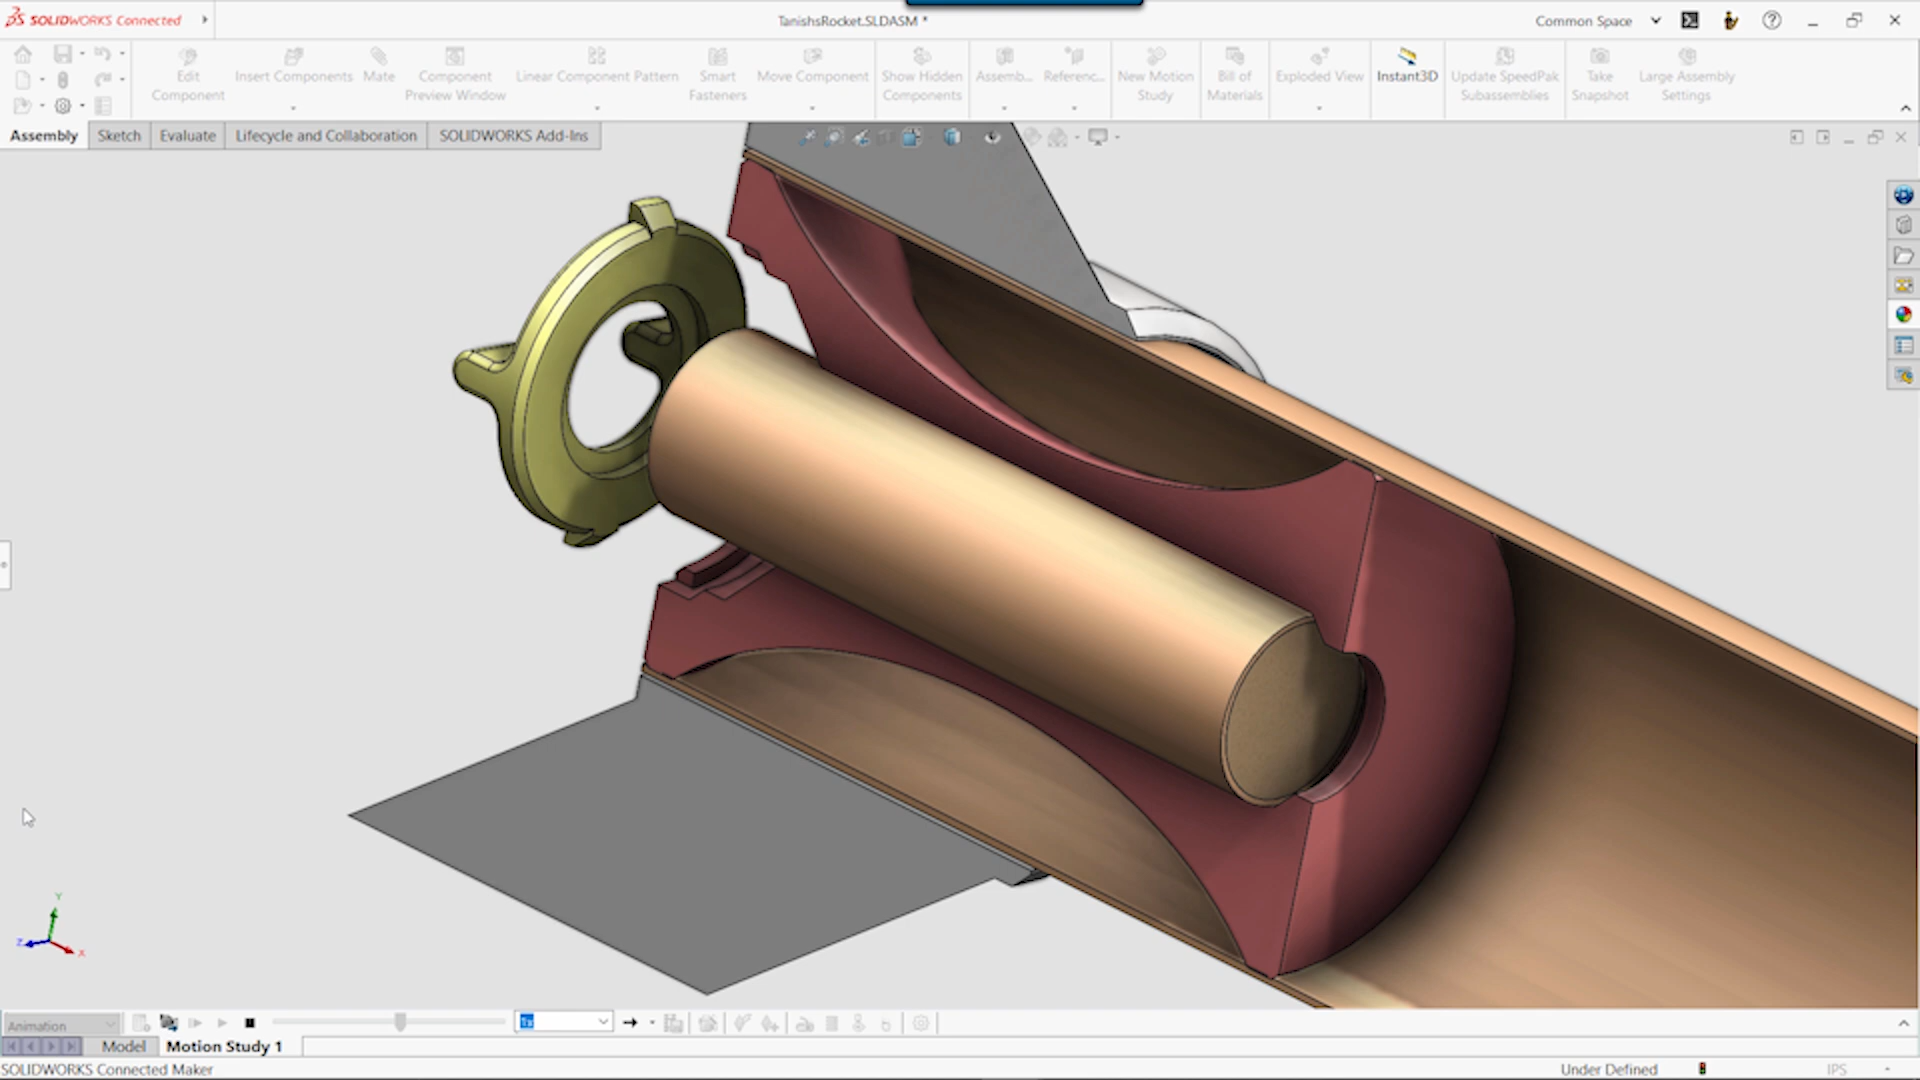 SOLIDWORKS Connected
TanishsRocket.SLDASM *
Common Space
Edit Component
Insert Components
Mate
Component Preview Window
Linear Component Pattern
Smart Fasteners
Move Component
Show Hidden Components
Assemb...
Referenc...
New Motion Study
Bill of Materials
Exploded View
Instant3D
Update SpeedPak Subassemblies
Take Snapshot
Large Assembly Settings
Assembly
Sketch
Evaluate
Lifecycle and Collaboration
SOLIDWORKS Add-Ins
Y
Z
X
Animation
1x
Model
Motion Study 1
SOLIDWORKS Connected Maker
Under Defined
IPS